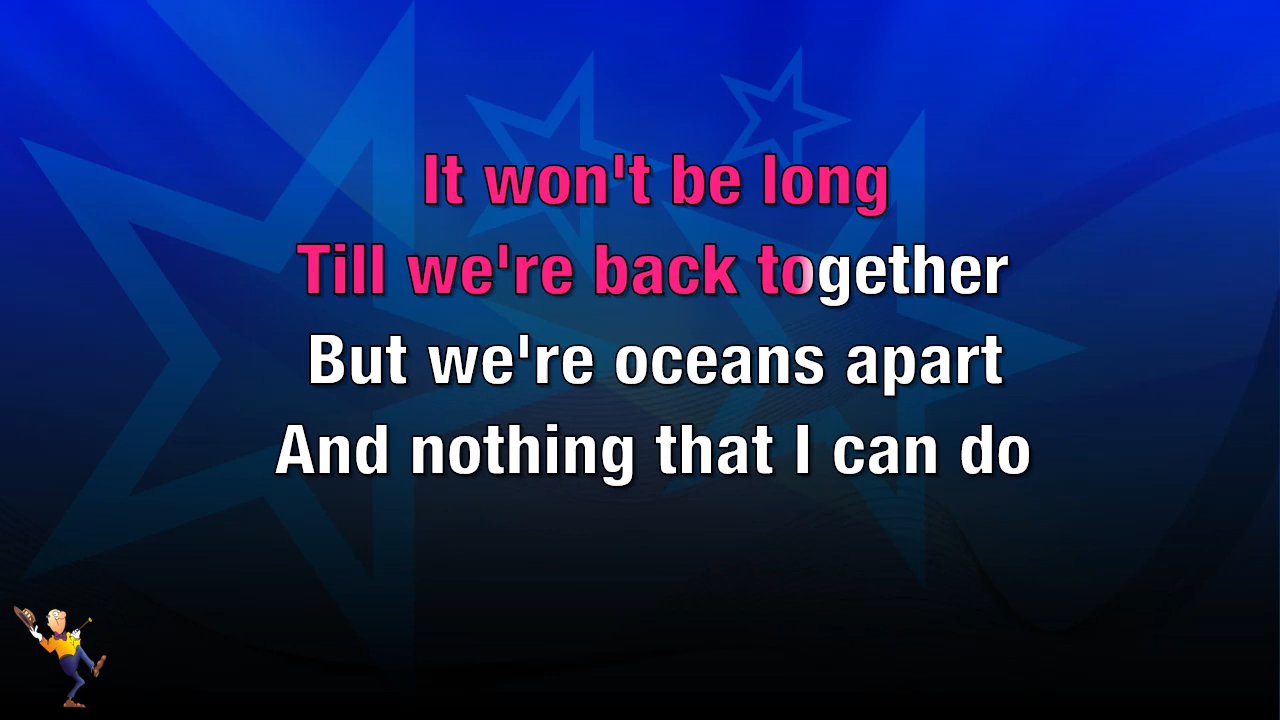 It won't be long
Till we're back together
But we're oceans apart
And nothing that I can do